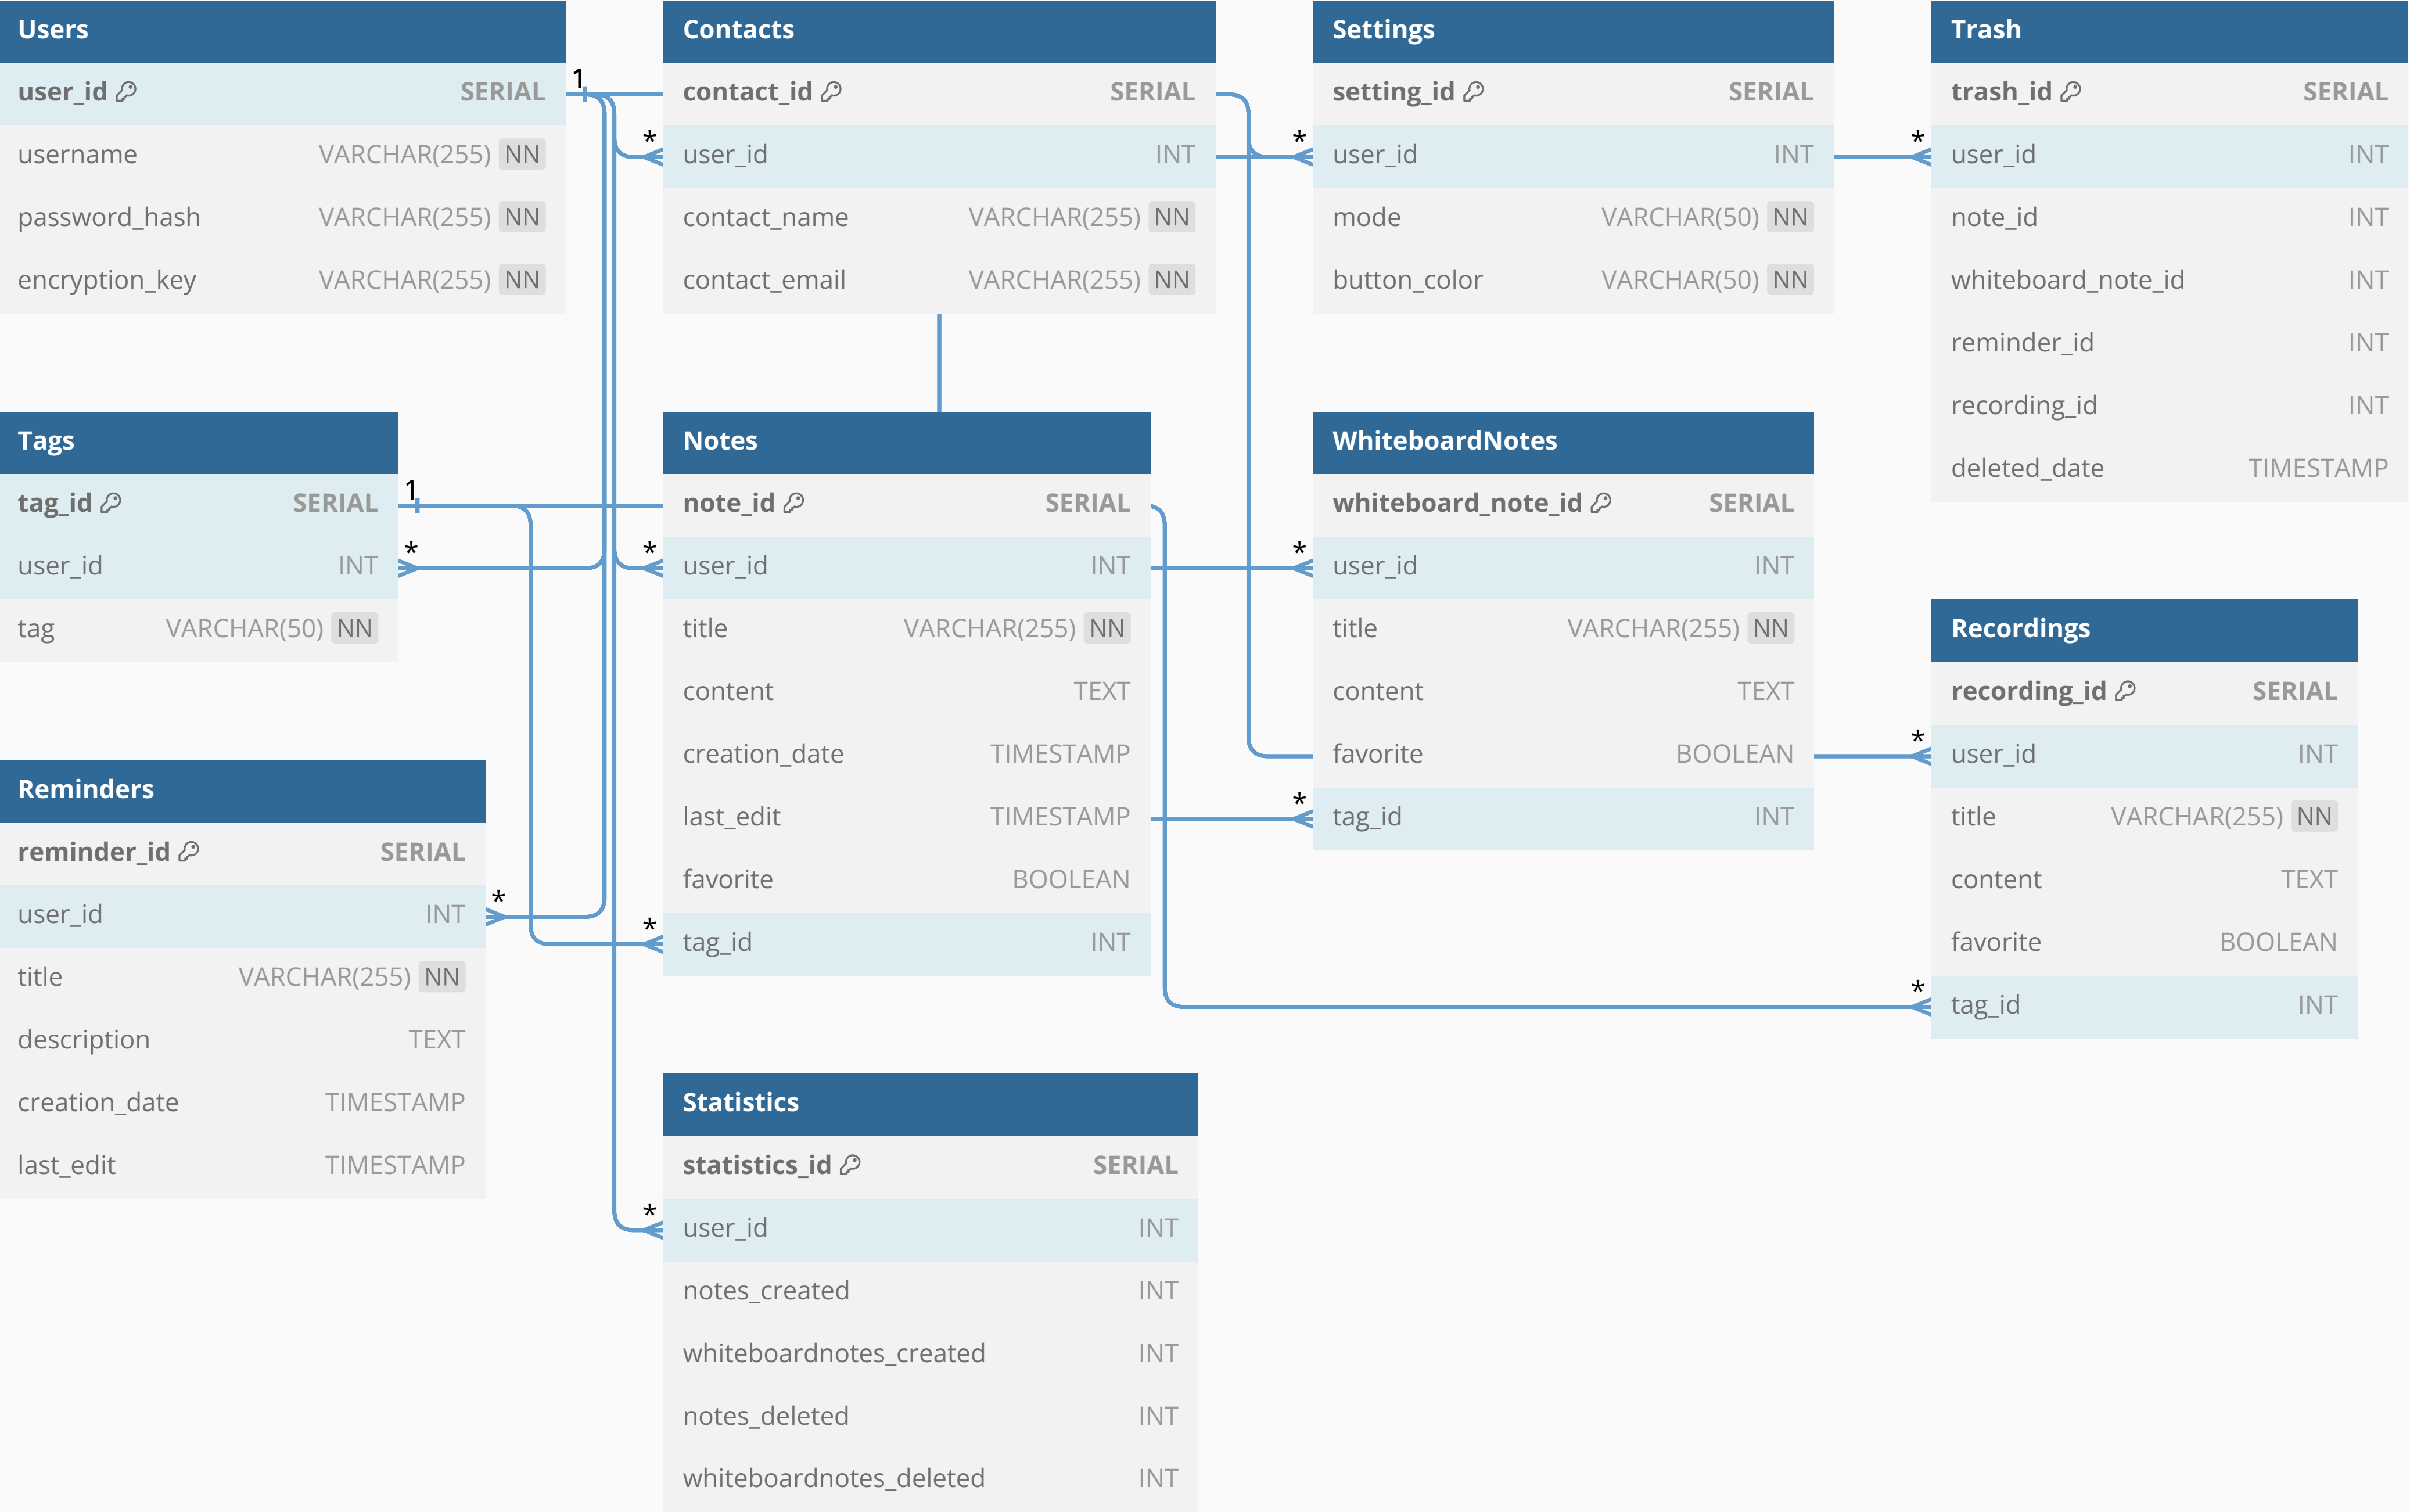 Users
user_id SERIAL
username VARCHAR(255) NN
password_hash VARCHAR(255) NN
encryption_key VARCHAR(255) NN
1
Contacts
contact_id SERIAL
* user_id INT
contact_name VARCHAR(255) NN
contact_email VARCHAR(255) NN
Settings
setting_id SERIAL
* user_id INT
mode VARCHAR(50) NN
button_color VARCHAR(50) NN
Trash
trash_id SERIAL
* user_id INT
note_id INT
whiteboard_note_id INT
reminder_id INT
recording_id INT
deleted_date TIMESTAMP
Tags
tag_id SERIAL 1
user_id INT *
tag VARCHAR(50) NN
Notes
note_id SERIAL
* user_id INT
title VARCHAR(255) NN
content TEXT
creation_date TIMESTAMP
last_edit TIMESTAMP
favorite BOOLEAN
* tag_id INT
WhiteboardNotes
whiteboard_note_id SERIAL
* user_id INT
title VARCHAR(255) NN
content TEXT
favorite BOOLEAN
* tag_id INT
Recordings
recording_id SERIAL
* user_id INT
title VARCHAR(255) NN
content TEXT
favorite BOOLEAN
* tag_id INT
Reminders
reminder_id SERIAL
user_id INT *
title VARCHAR(255) NN
description TEXT
creation_date TIMESTAMP
last_edit TIMESTAMP
Statistics
statistics_id SERIAL
* user_id INT
notes_created INT
whiteboardnotes_created INT
notes_deleted INT
whiteboardnotes_deleted INT